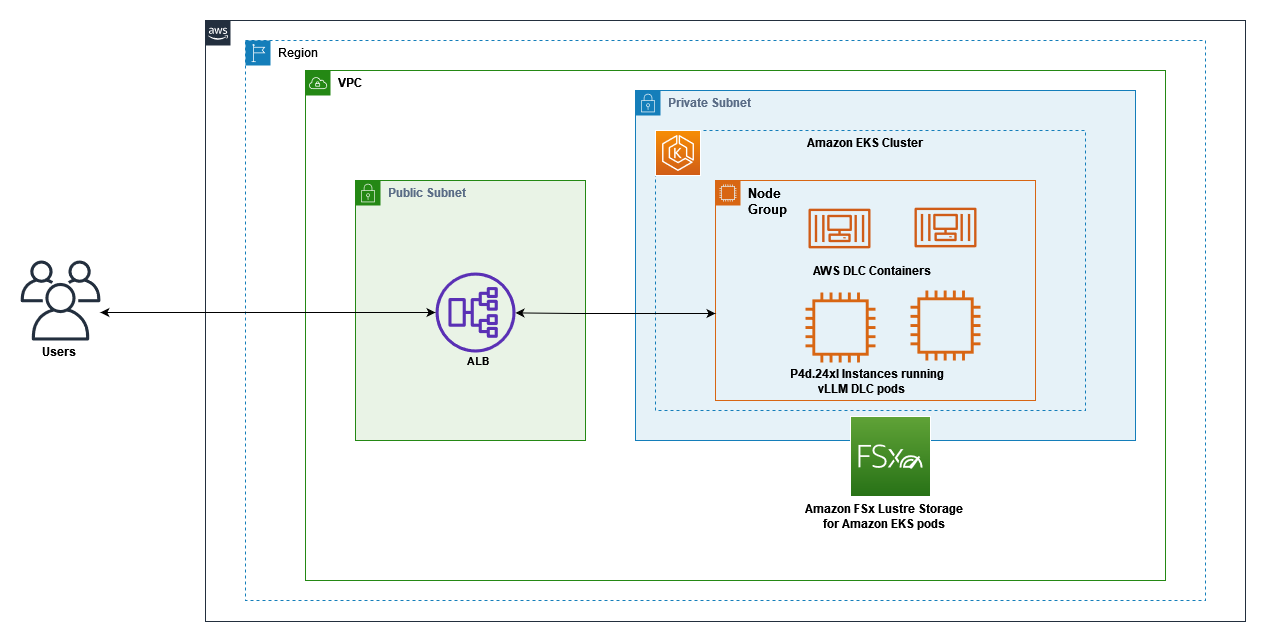 aws
Region
VPC
Private Subnet
Amazon EKS Cluster
K
Public Subnet
Node
Group
AWS DLC Containers
ALB
Users
P4d.24xl Instances running
vLLM DLC pods
FSx
Amazon FSx Lustre Storage
for Amazon EKS pods